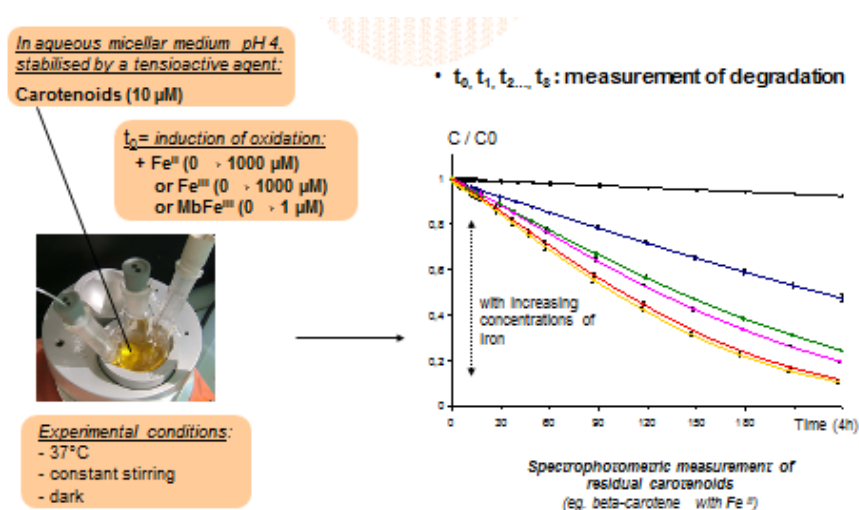 In aqueous micellar medium pH 4,
stabilised by a tensioactive agent:
Carotenoids (10 µM)
t₀= induction of oxidation:
+ Feᴵᴵ (0 › 1000 µM)
or Feᴵᴵᴵ (0 › 1000 µM)
or MbFeᴵᴵᴵ (0 › 1 µM)
Experimental conditions:
- 37°C
- constant stirring
- dark
• t₀, t₁, t₂..., t₈ : measurement of degradation
C / C0
1
0,8
0,6
0,4
0,2
0
with increasing
concentrations of
Iron
0 30 60 90 120 150 180 Time (4h)
Spectrophotometric measurement of
residual carotenoids
(eg. beta-carotene with Fe ᴵᴵ)